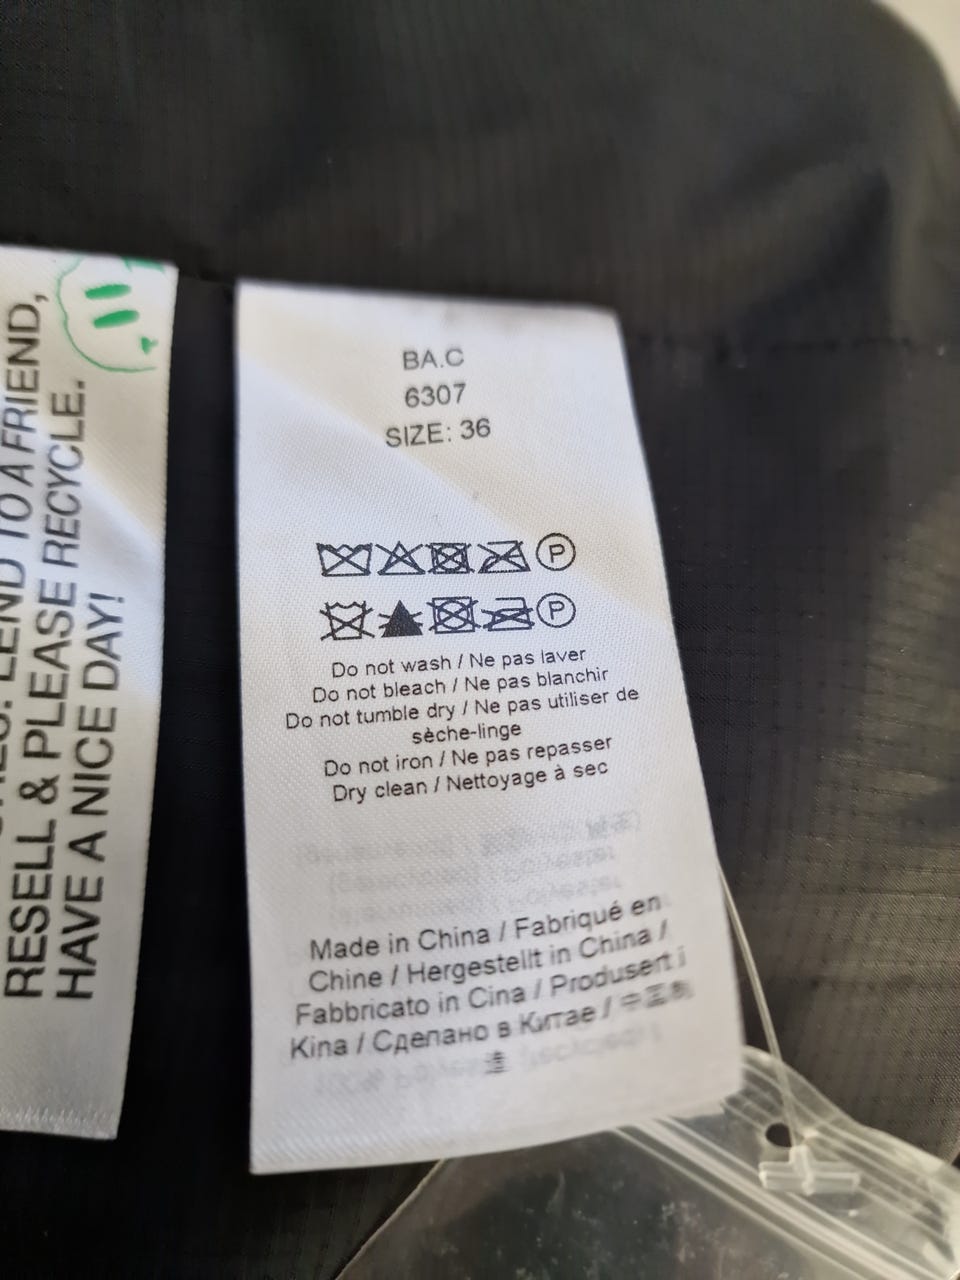 LEND TO A FRIEND,
RESELL & PLEASE RECYCLE.
HAVE A NICE DAY!
BA.C
6307
SIZE: 36
P
P
Do not wash / Ne pas laver
Do not bleach / Ne pas blanchir
Do not tumble dry / Ne pas utiliser de
sèche-linge
Do not iron / Ne pas repasser
Dry clean / Nettoyage à sec
Made in China / Fabriqué en
Chine / Hergestellt in China /
Fabbricato in Cina / Produsert i
Kina / Сделано в Китае / 中国制
造